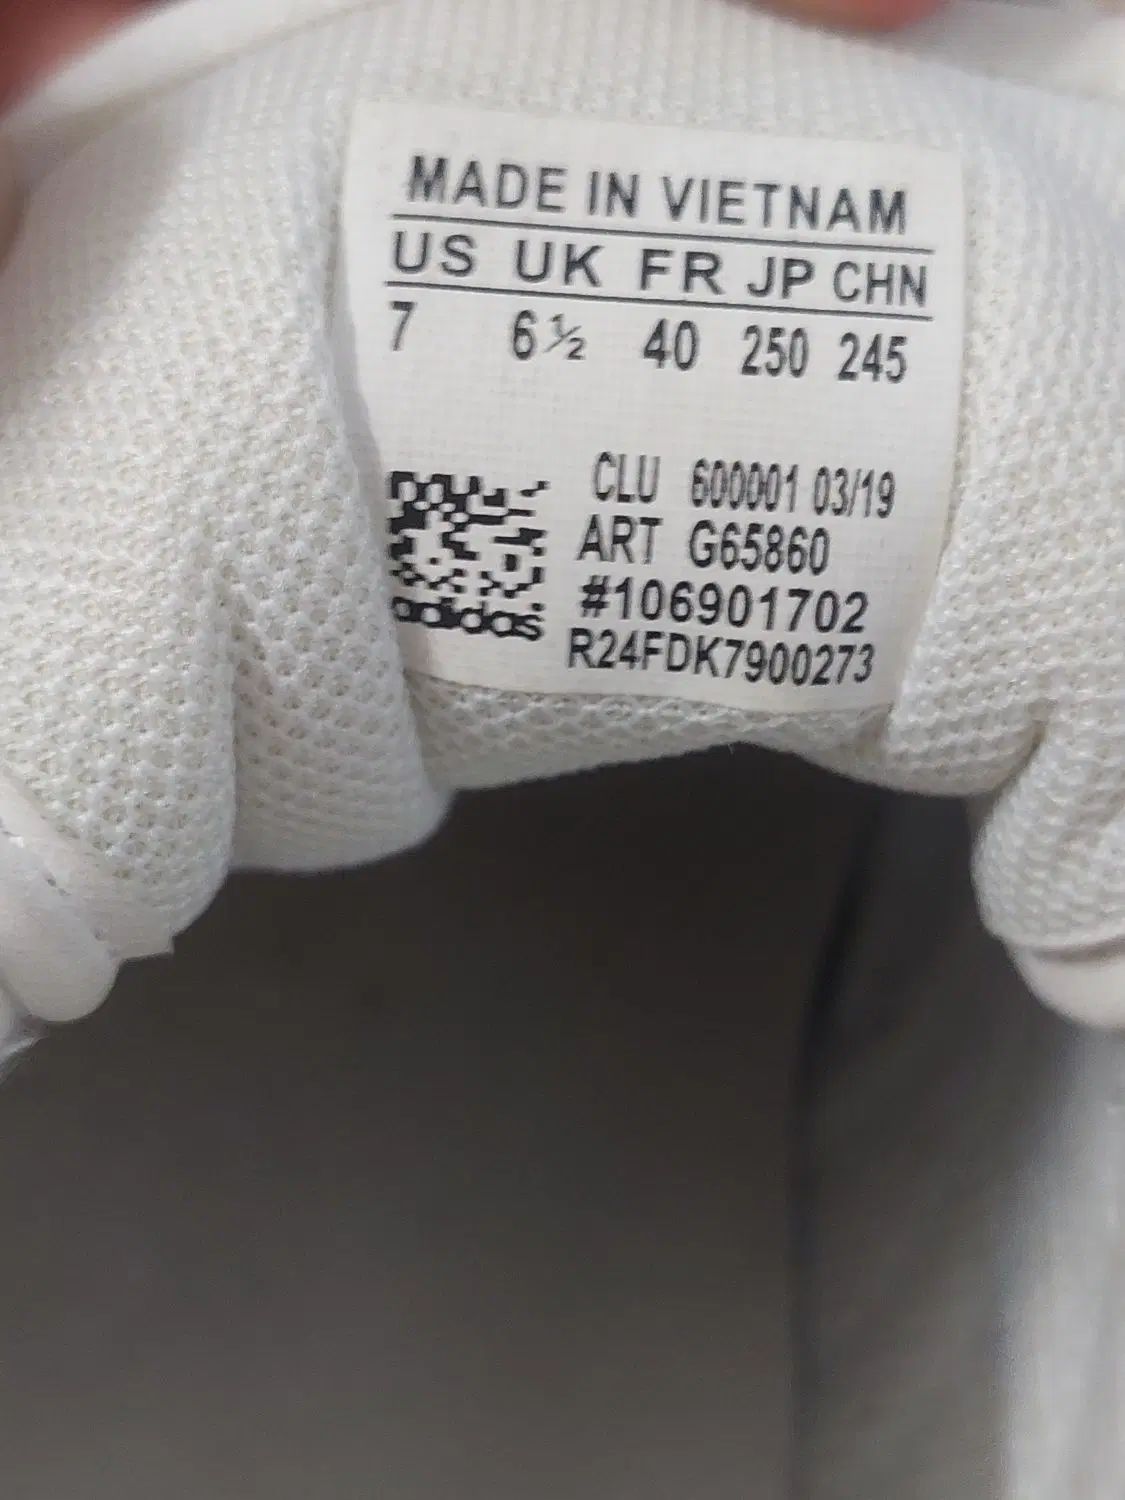 MADE IN VIETNAM
US UK FR JP CHN
7 6½ 40 250 245
CLU 600001 03/19
ART G65860
#106901702
adidas
R24FDK7900273